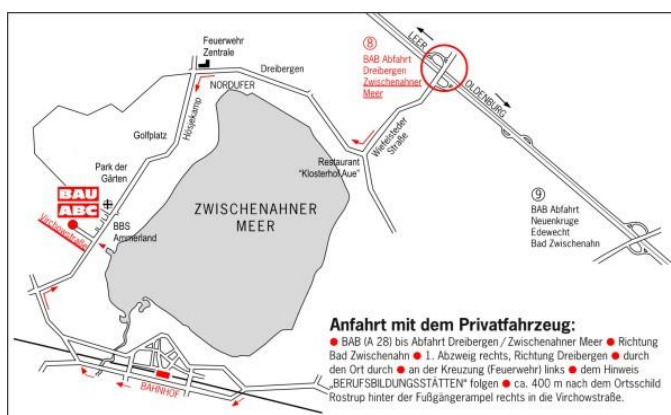 Feuerwehr
Zentrale
Dreibergen
NORDUFER
Hösjekamp
Golfplatz
Park der
Gärten
BAU
ABC
Virchowstraße
BBS
Ammerland
ZWISCHENAHNER
MEER
Restaurant
"Klosterhof Aue"
Wiefelsteder
Straße
8
BAB Abfahrt
Dreibergen
Zwischenahner
Meer
LEER
OLDENBURG
9
BAB Abfahrt
Neuenkruge
Edewecht
Bad Zwischenahn
BAHNHOF
Anfahrt mit dem Privatfahrzeug:
● BAB (A 28) bis Abfahrt Dreibergen / Zwischenahner Meer ● Richtung
Bad Zwischenahn ● 1. Abzweig rechts, Richtung Dreibergen ● durch
den Ort durch ● an der Kreuzung (Feuerwehr) links ● dem Hinweis
„BERUFSBILDUNGSSTÄTTEN" folgen ● ca. 400 m nach dem Ortsschild
Rostrup hinter der Fußgängerampel rechts in die Virchowstraße.